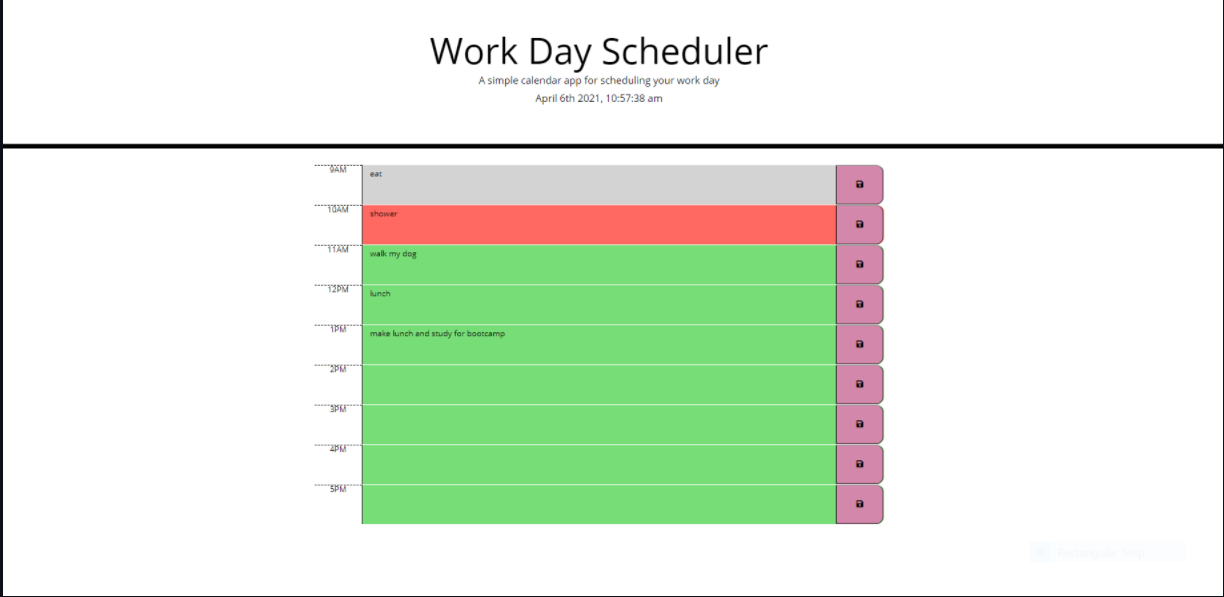 Work Day Scheduler
A simple calendar app for scheduling your work day
April 6th 2021, 10:57:38 am
9AM
eat
10AM
shower
11AM
walk my dog
12PM
lunch
1PM
make lunch and study for bootcamp
2PM
3PM
4PM
5PM
Rectangular Snip